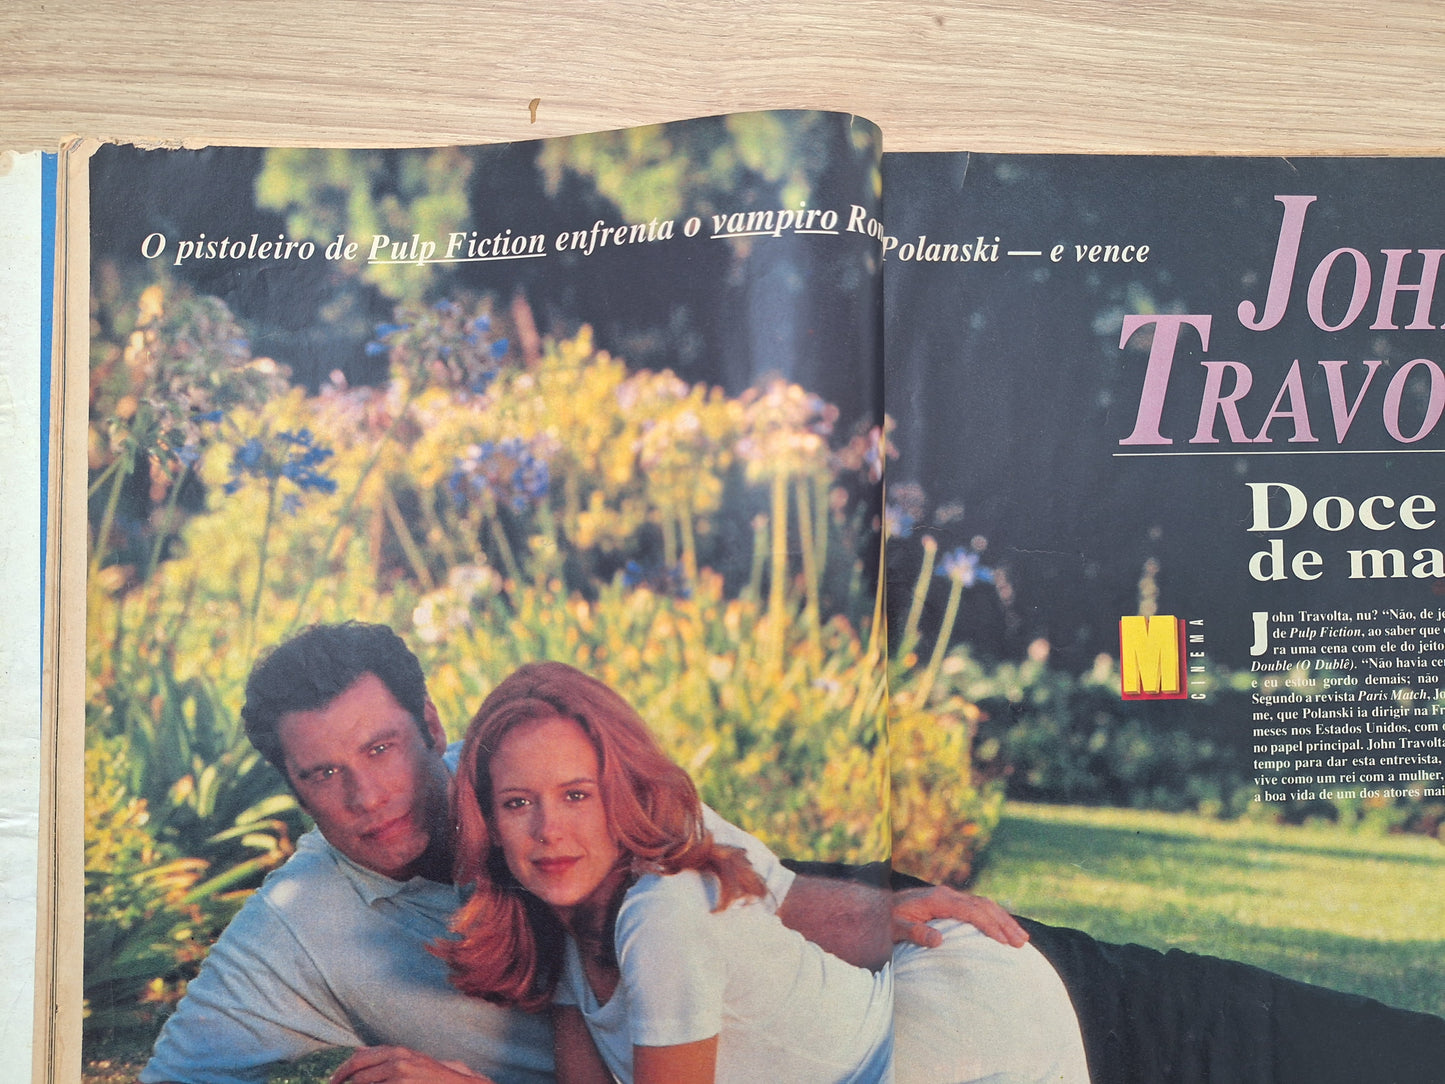 O pistoleiro de Pulp Fiction enfrenta o vampiro Polanski — e vence
JOH
TRAVO
Doce
de ma
M
CINEMA
John Travolta, nu? “Não, de je
de Pulp Fiction, ao saber que
ra uma cena com ele do jeito
Double (O Dublê). “Não havia ce
e eu estou gordo demais; não
Segundo a revista Paris Match, Jo
me, que Polanski ia dirigir na Fr
meses nos Estados Unidos, com
no papel principal. John Travolta
tempo para dar esta entrevista,
vive como um rei com a mulher,
a boa vida de um dos atores mai